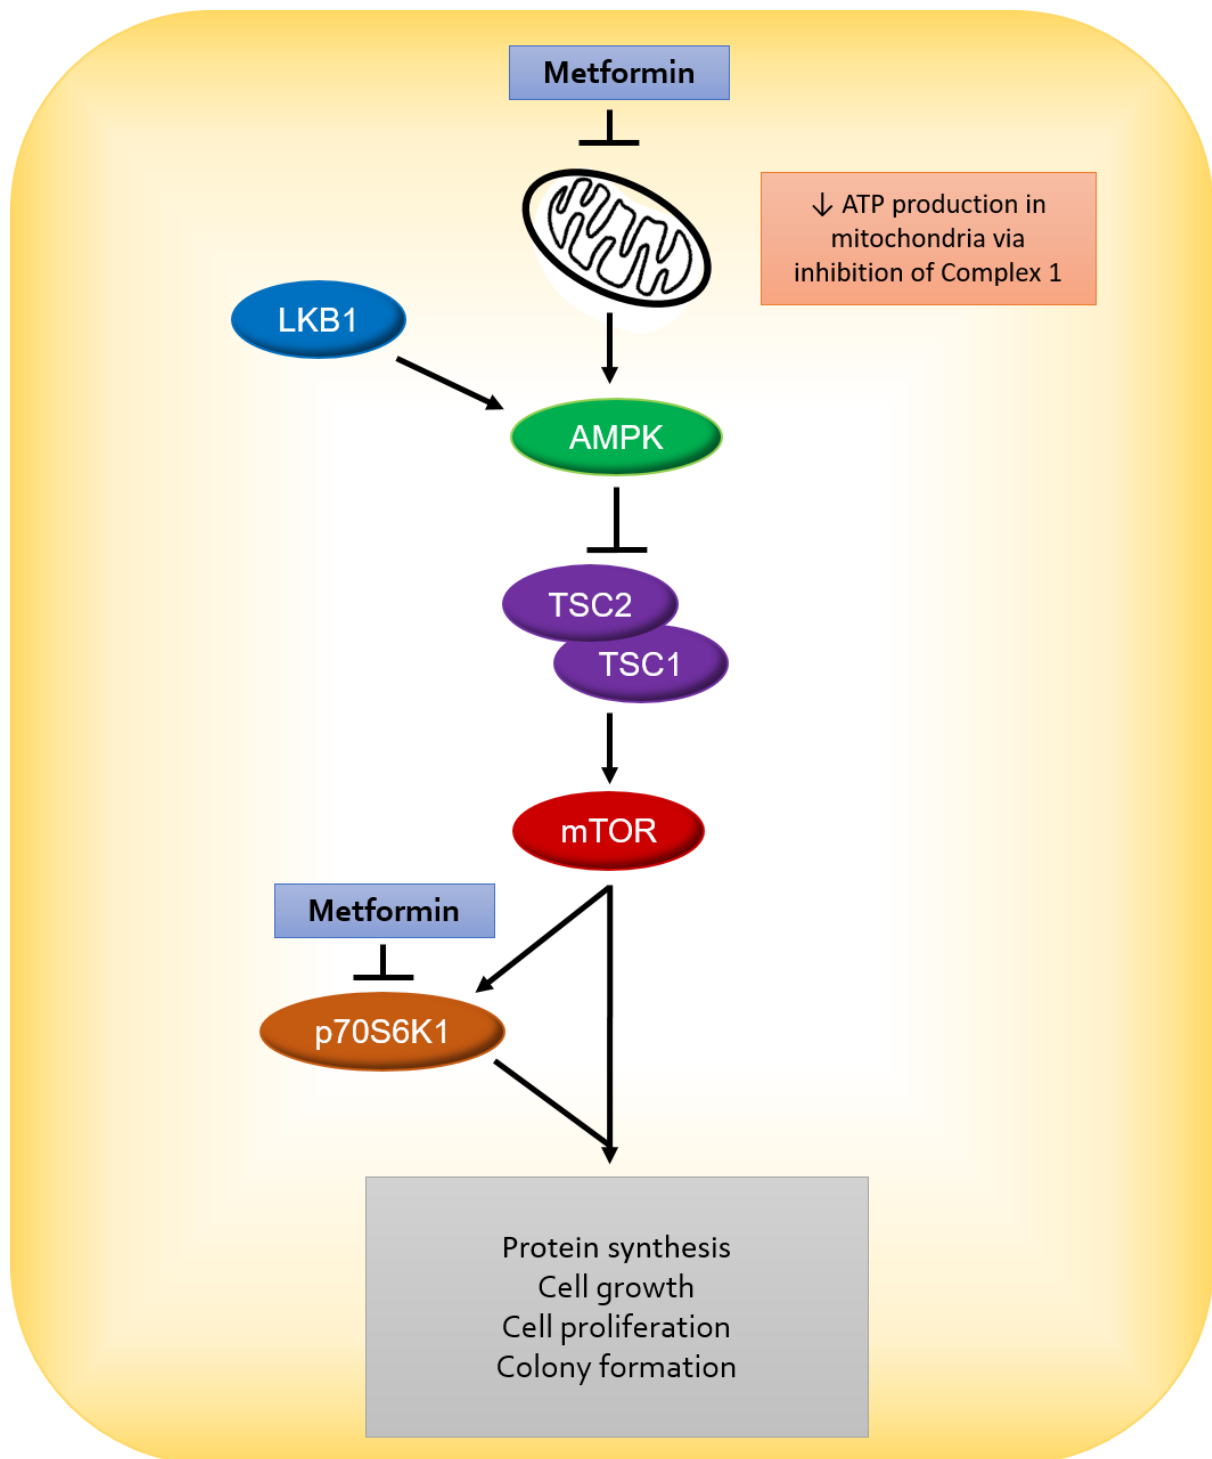 Metformin
↓ ATP production in
mitochondria via
inhibition of Complex 1
LKB1
AMPK
TSC2
TSC1
mTOR
Metformin
p70S6K1
Protein synthesis
Cell growth
Cell proliferation
Colony formation